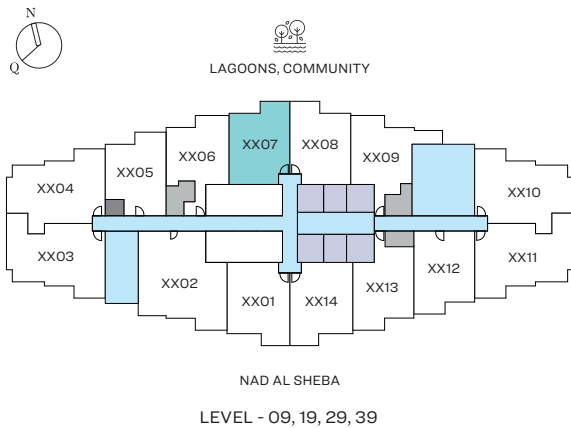 N
Q
LAGOONS, COMMUNITY
XX07
XX08
XX06
XX09
XX05
XX04
XX10
XX03
XX11
XX12
XX02
XX13
XX01
XX14
NAD AL SHEBA
LEVEL - 09, 19, 29, 39